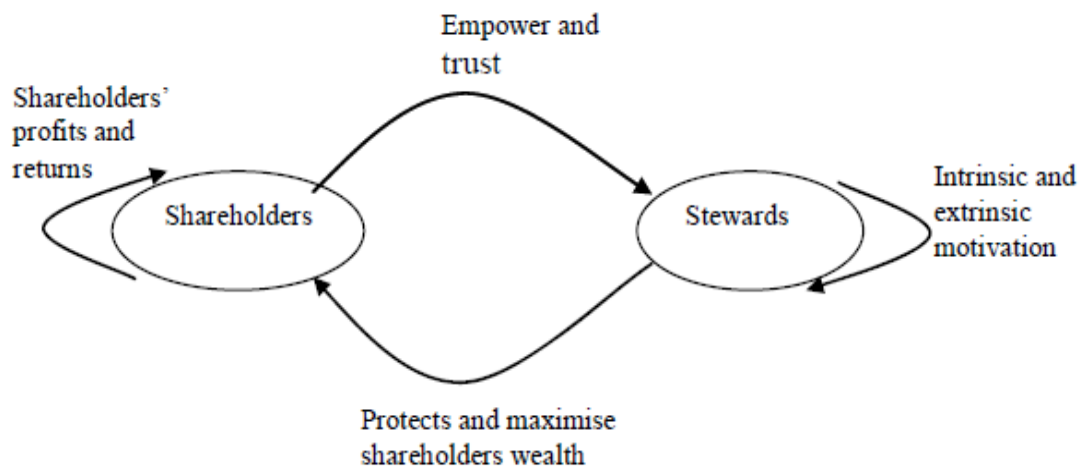 Empower and
trust
Shareholders’
profits and
returns
Shareholders
Stewards
Intrinsic and
extrinsic
motivation
Protects and maximise
shareholders wealth